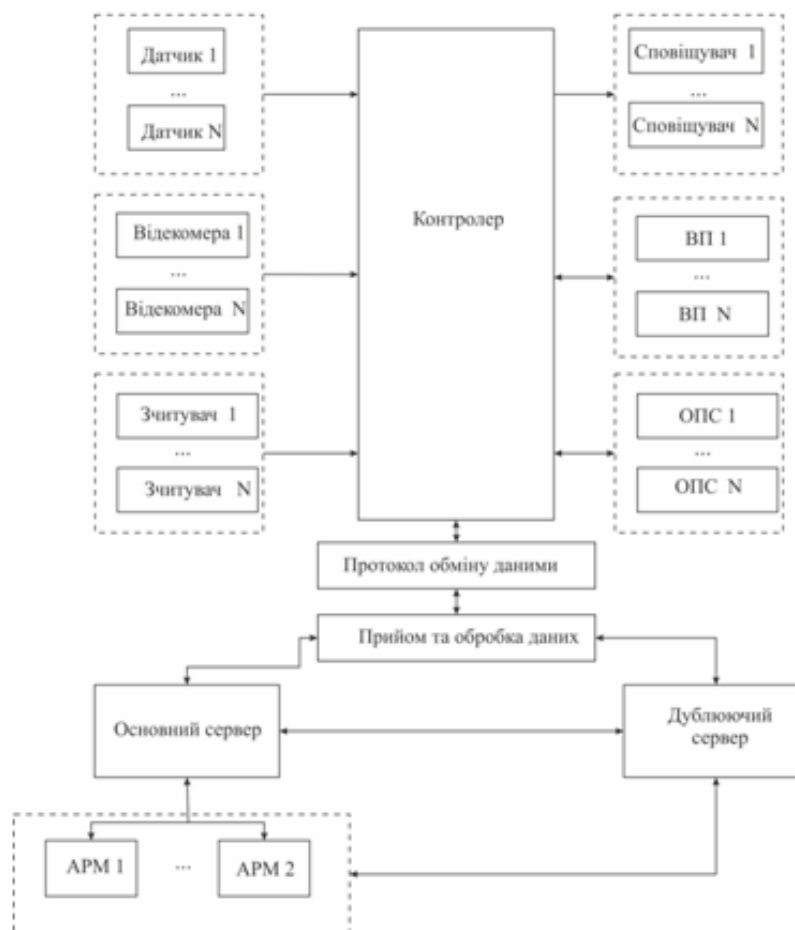 Датчик 1
...
Датчик N
Відекомера 1
...
Відекомера N
Зчитувач 1
...
Зчитувач N
Контролер
Сповіщувач 1
...
Сповіщувач N
ВП 1
...
ВП N
ОПС 1
...
ОПС N
Протокол обміну даними
Прийом та обробка даних
Основний сервер
Дублюючий
сервер
АРМ 1
...
АРМ 2